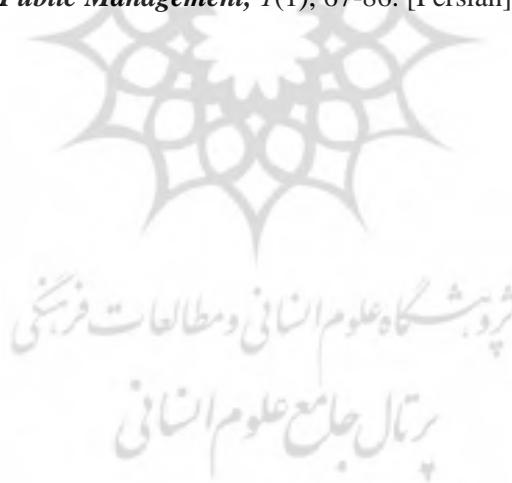 Public Management, 1(1), 67-86. [Persian]
پژوهشگاه علوم انسانی و مطالعات فرهنگی
پرتال جامع علوم انسانی